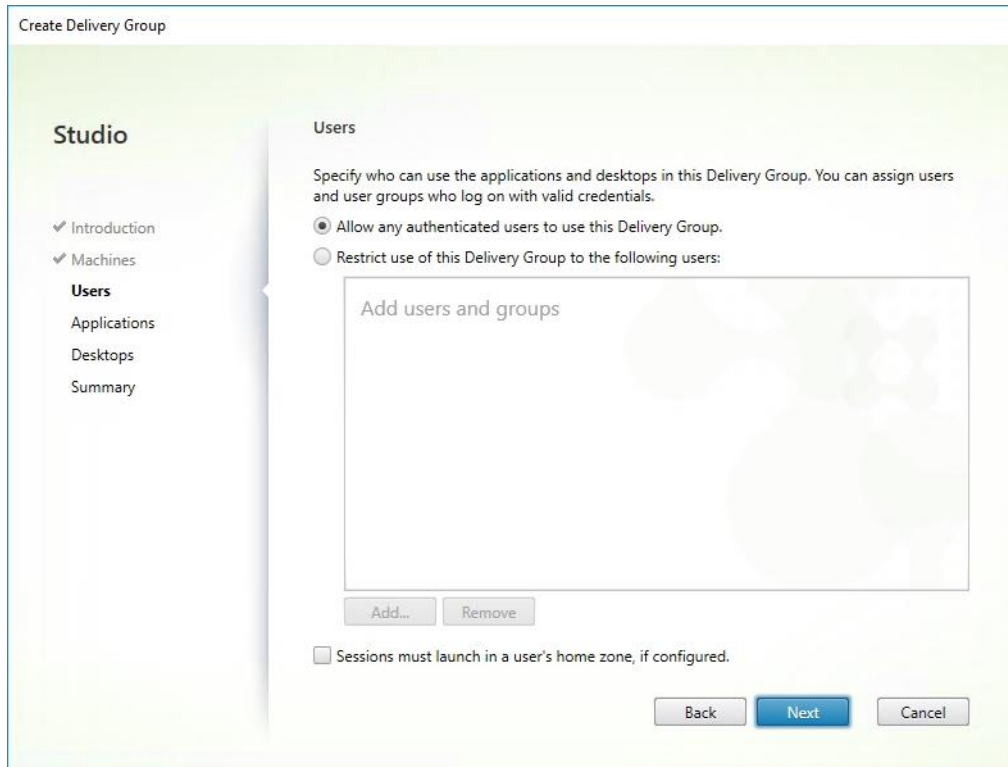 Create Delivery Group
Studio
Introduction
Machines
Users
Applications
Desktops
Summary
Users
Specify who can use the applications and desktops in this Delivery Group. You can assign users
and user groups who log on with valid credentials.
Allow any authenticated users to use this Delivery Group.
Restrict use of this Delivery Group to the following users:
Add users and groups
Add...
Remove
Sessions must launch in a user's home zone, if configured.
Back
Next
Cancel